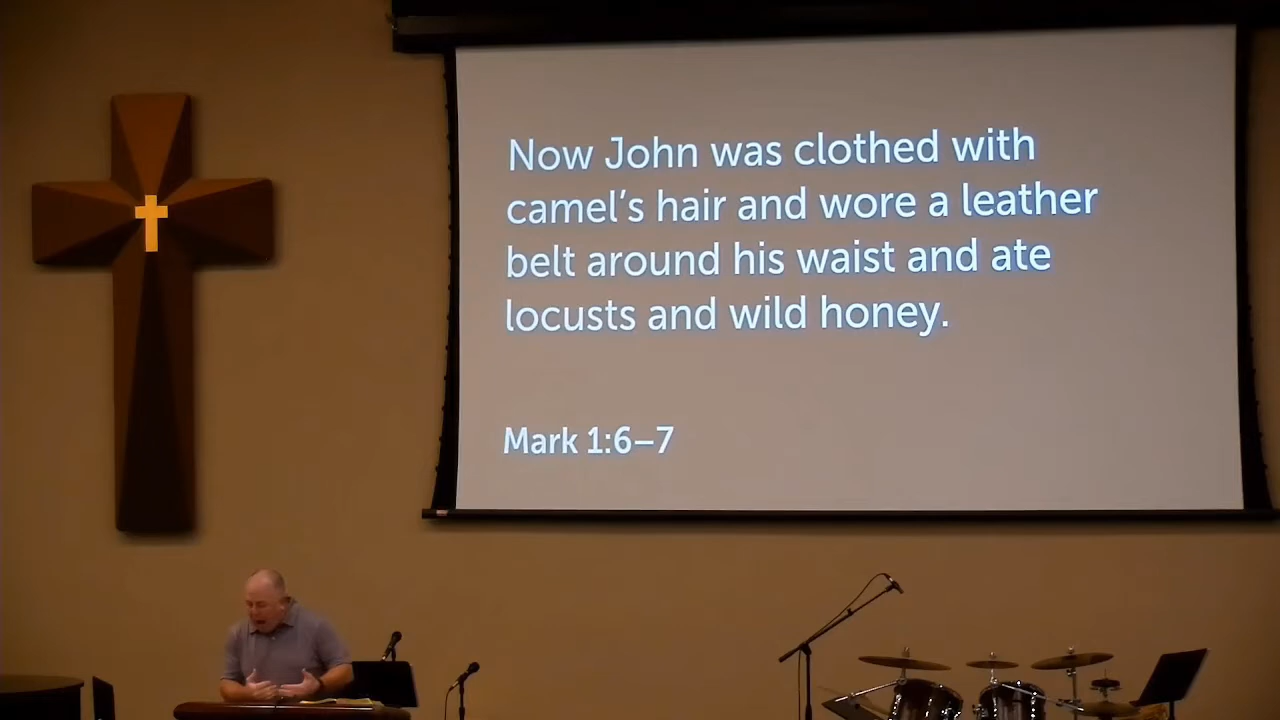 Now John was clothed with
camel’s hair and wore a leather
belt around his waist and ate
locusts and wild honey.
Mark 1:6–7